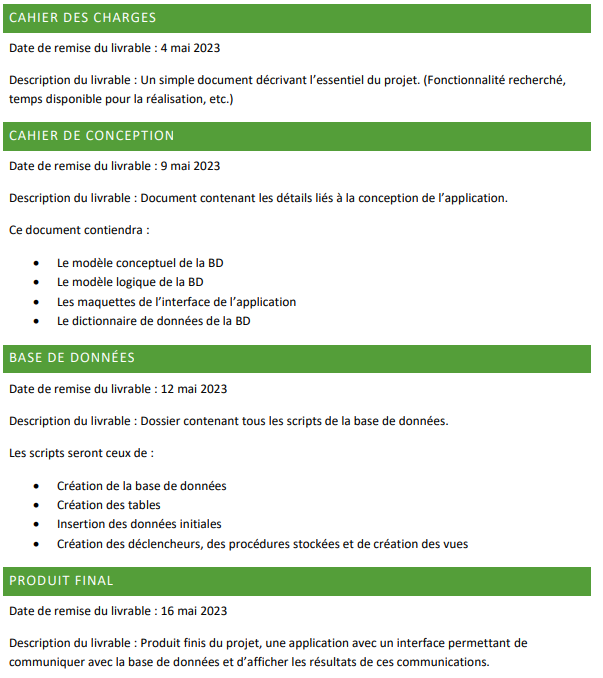 CAHIER DES CHARGES
Date de remise du livrable : 4 mai 2023
Description du livrable : Un simple document décrivant l’essentiel du projet. (Fonctionnalité recherché,
temps disponible pour la réalisation, etc.)
CAHIER DE CONCEPTION
Date de remise du livrable : 9 mai 2023
Description du livrable : Document contenant les détails liés à la conception de l’application.
Ce document contiendra :
• Le modèle conceptuel de la BD
• Le modèle logique de la BD
• Les maquettes de l’interface de l’application
• Le dictionnaire de données de la BD
BASE DE DONNÉES
Date de remise du livrable : 12 mai 2023
Description du livrable : Dossier contenant tous les scripts de la base de données.
Les scripts seront ceux de :
• Création de la base de données
• Création des tables
• Insertion des données initiales
• Création des déclencheurs, des procédures stockées et de création des vues
PRODUIT FINAL
Date de remise du livrable : 16 mai 2023
Description du livrable : Produit finis du projet, une application avec un interface permettant de
communiquer avec la base de données et d’afficher les résultats de ces communications.